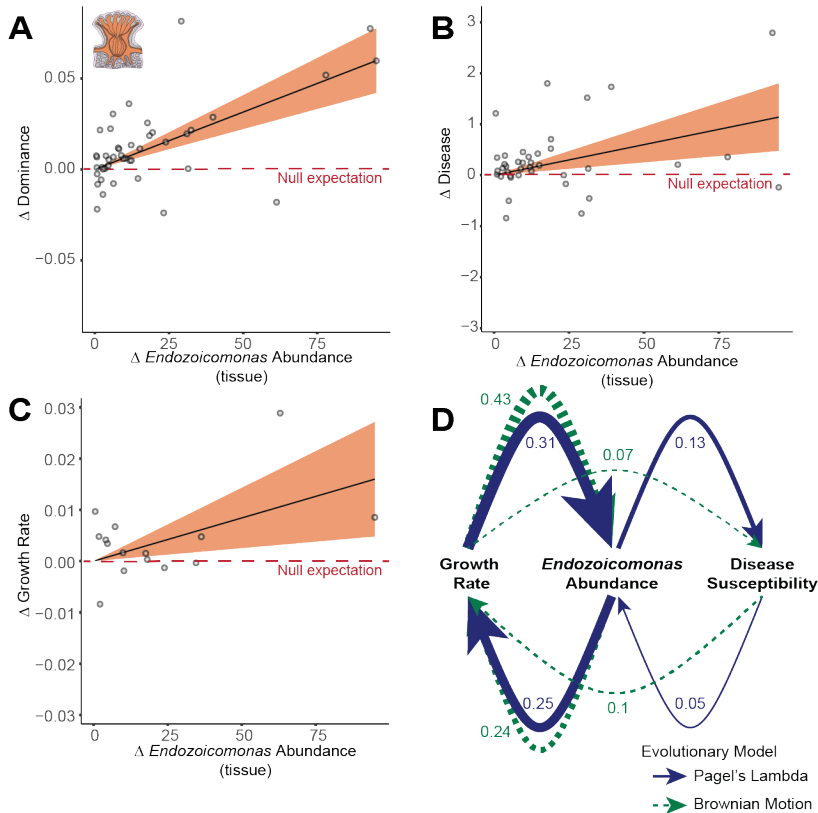 A
Δ Dominance
0.05
0.00
−0.05
Null expectation
0
25
50
75
Δ Endozoicomonas Abundance
(tissue)
B
Δ Disease
3
2
1
0
−1
−2
−3
Null expectation
0
25
50
75
Δ Endozoicomonas Abundance
(tissue)
C
Δ Growth Rate
0.03
0.02
0.01
0.00
−0.01
−0.02
−0.03
Null expectation
0
25
75
Δ Endozoicomonas Abundance
(tissue)
D
0.43
0.31
0.07
0.13
Growth
Rate
Endozoicomonas
Abundance
Disease
Susceptibility
0.25
0.24
0.1
0.05
Evolutionary Model
Pagel's Lambda
Brownian Motion